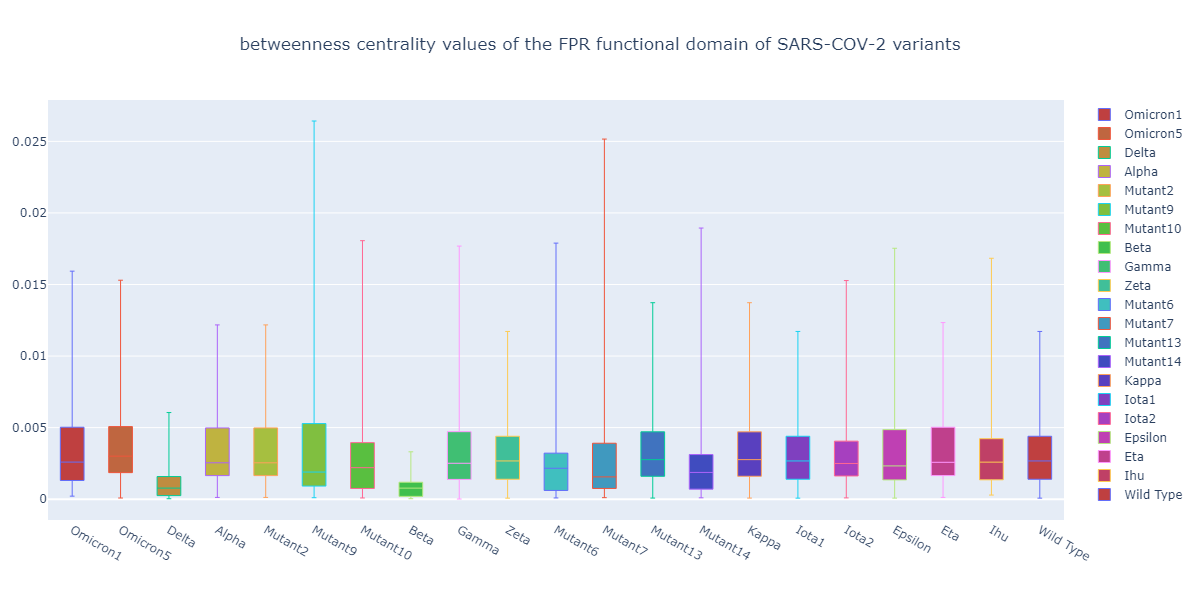 betweenness centrality values of the FPR functional domain of SARS-COV-2 variants
0.025
0.02
0.015
0.01
0.005
0
Omicron1
Omicron5
Delta
Alpha
Mutant2
Mutant9
Mutant10
Beta
Gamma
Zeta
Mutant6
Mutant7
Mutant13
Mutant14
Kappa
Iota1
Iota2
Epsilon
Eta
Ihu
Wild Type
Omicron1
Omicron5
Delta
Alpha
Mutant2
Mutant9
Mutant10
Beta
Gamma
Zeta
Mutant6
Mutant7
Mutant13
Mutant14
Kappa
Iota1
Iota2
Epsilon
Eta
Ihu
Wild Type